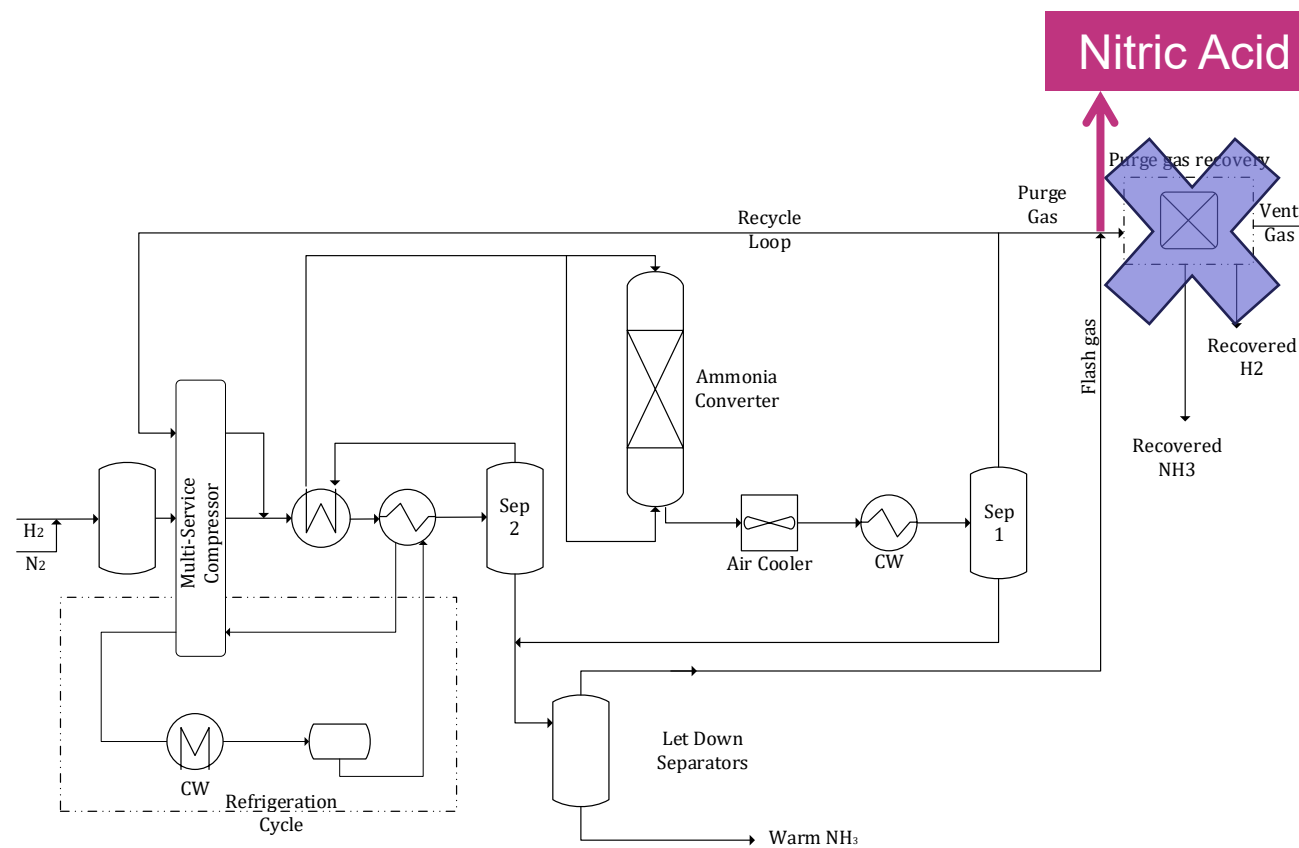 Nitric Acid
Purge gas recovery
Purge
Gas
Vent
Gas
Recycle
Loop
Flash gas
Recovered
H2
Recovered
NH3
Ammonia
Converter
Multi-Service
Compressor
H2
N2
Sep
2
Sep
1
Air Cooler
CW
Let Down
Separators
CW
Refrigeration
Cycle
Warm NH3